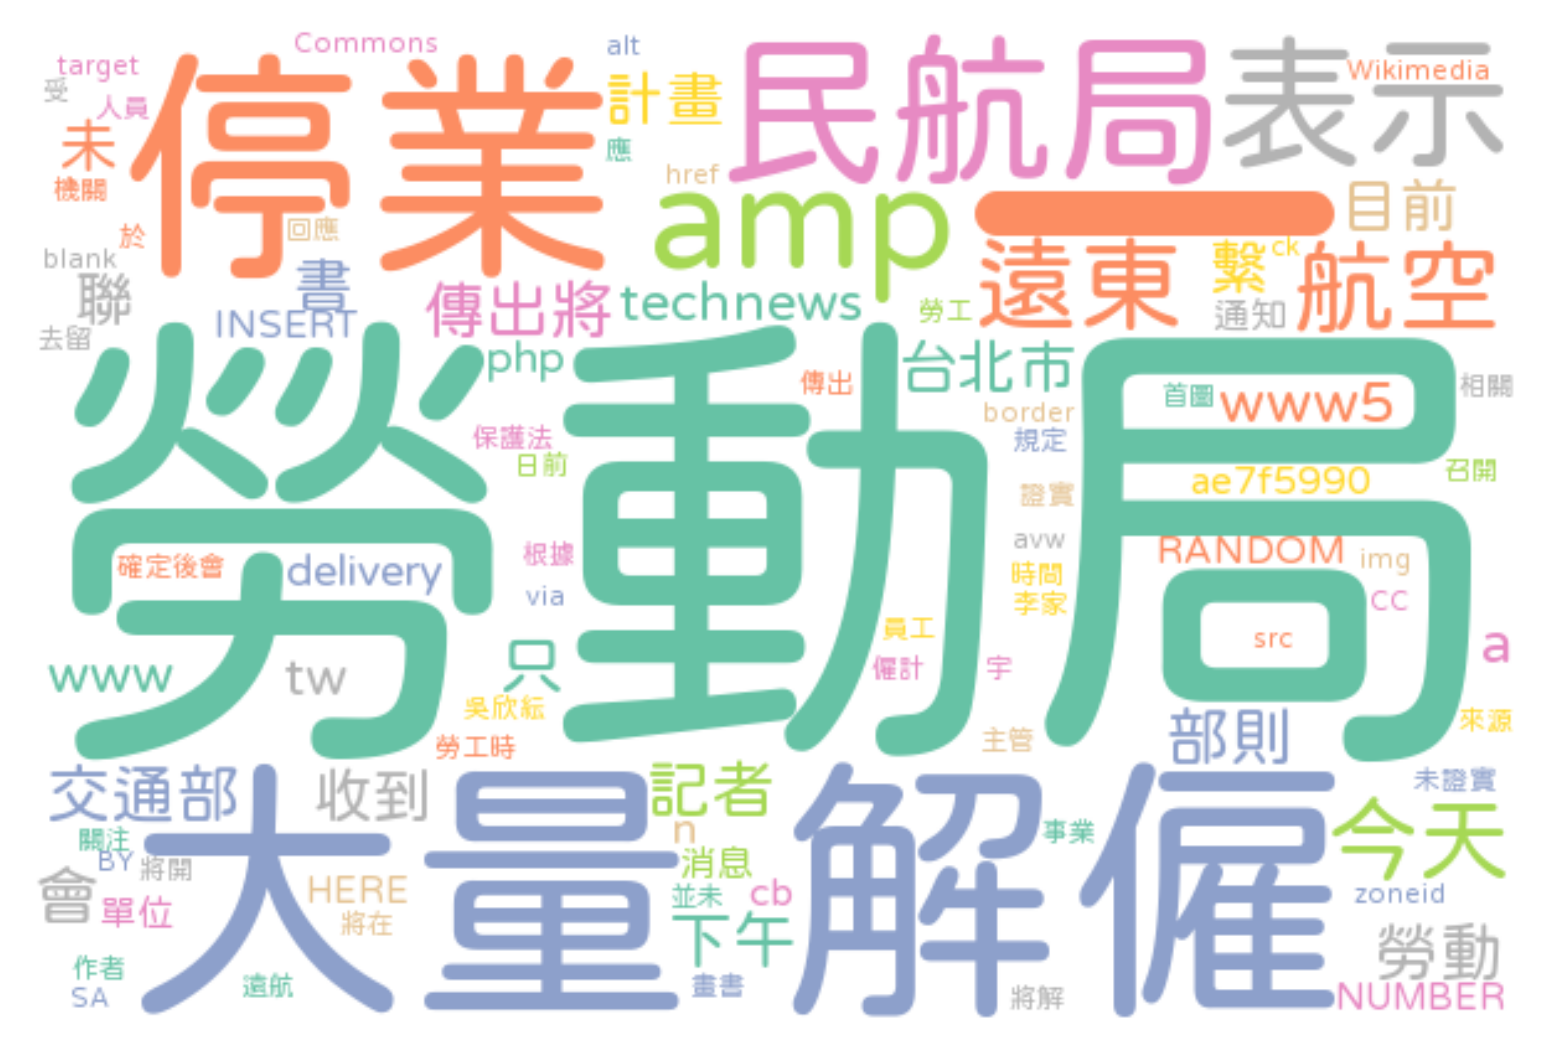 Commons
alt
target
受
人員
未
機關
於
停業
計畫
應
民航局
表示
Wikimedia
href
amp
一
目前
回應
blank
聯
書
去留
INSERT
傳出將
technews
勞工
遠東
繫
ck
通知
航空
勞動局
php
傳出
台北市
border
規定
首圖
www5
相關
保護法
日前
ae7f5990
召開
證實
確定後會
delivery
根據
via
avw
時間
李家
RANDOM
img
CC
員工
src
www
tw
只
僱計
宇
a
吳欣紜
勞工時
主管
部則
來源
交通部
收到
記者
未證實
關注
BY
將開
大量解僱
n
消息
事業
今天
會
單位
HERE
將在
並未
cb
下午
zoneid
勞動
作者
SA
遠航
畫書
將解
NUMBER